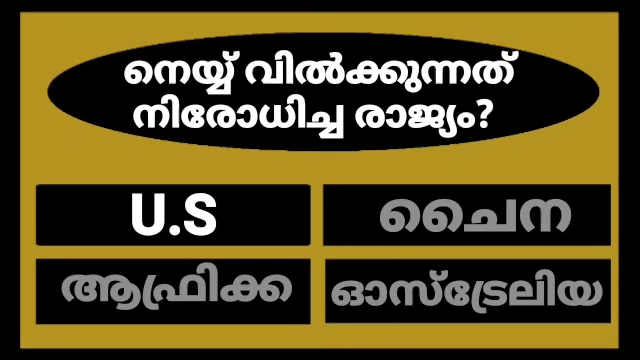 നെയ്യ് വിൽക്കുന്നത്
നിരോധിച്ച രാജ്യം?
U.S
ചൈന
ആഫ്രിക്ക
ഓസ്ട്രേലിയ